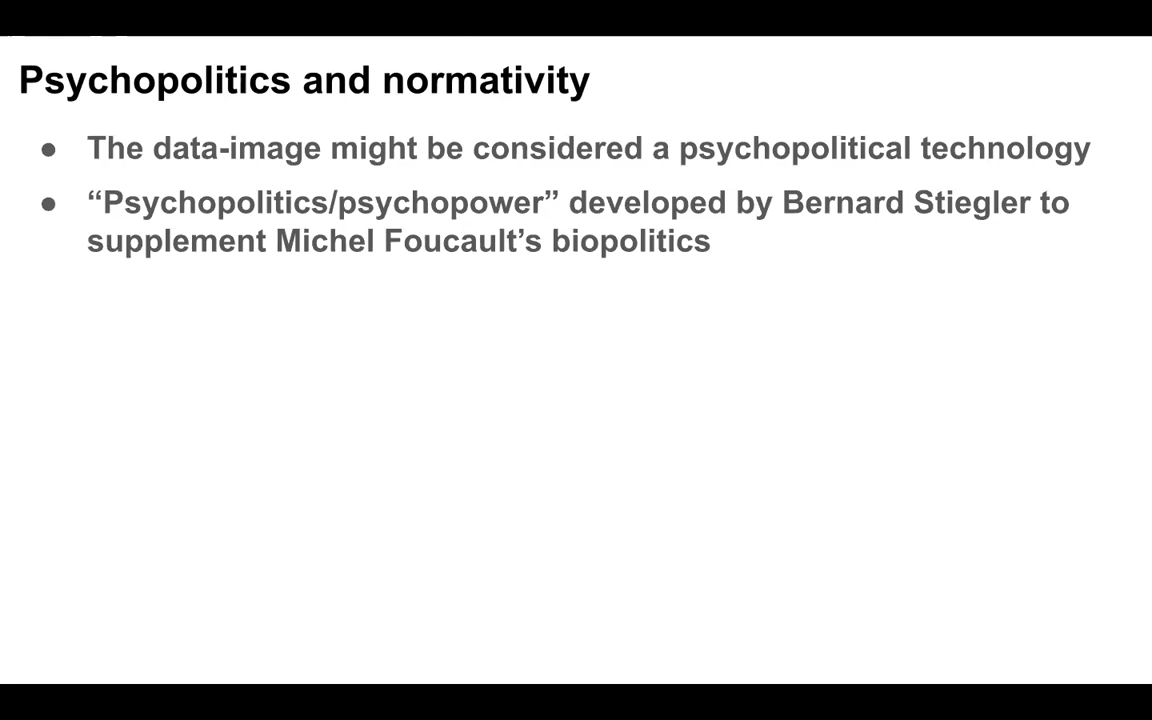 Psychopolitics and normativity
● The data-image might be considered a psychopolitical technology
● “Psychopolitics/psychopower” developed by Bernard Stiegler to
supplement Michel Foucault’s biopolitics